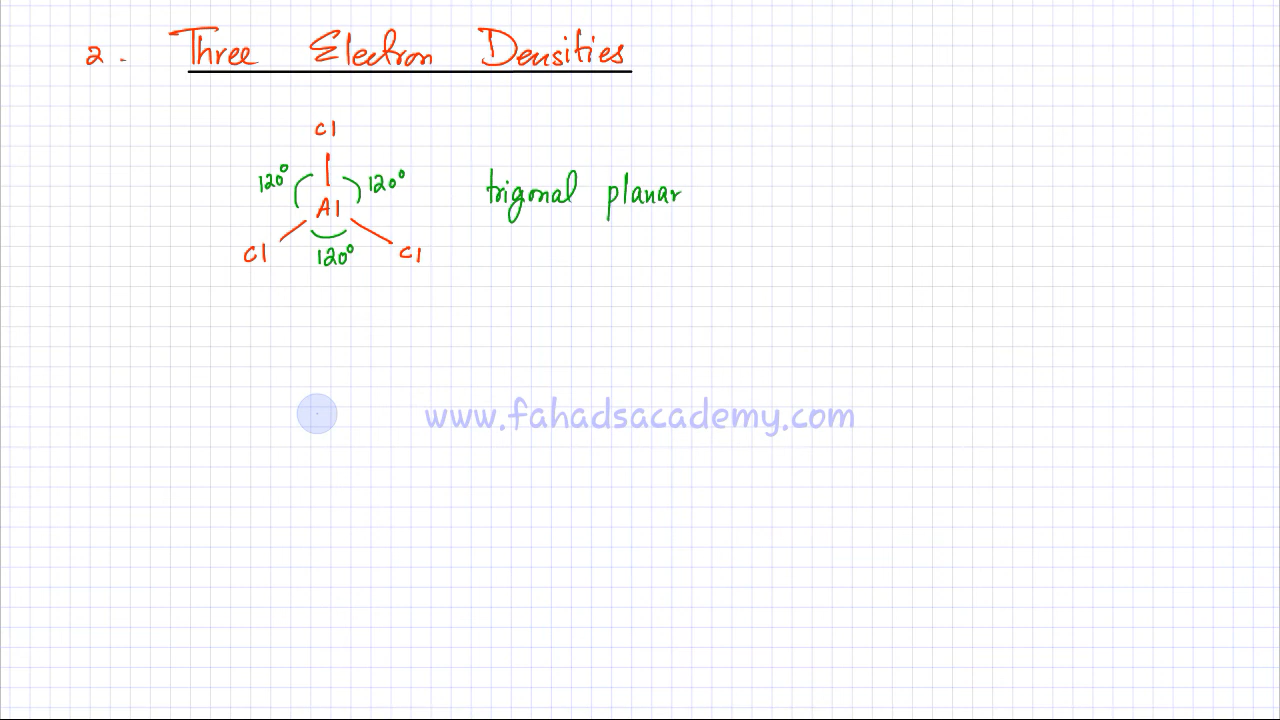 2. Three Electron Densities
Cl
120° 120°
Al
trigonal planar
Cl 120° Cl
www.fahadsacademy.com